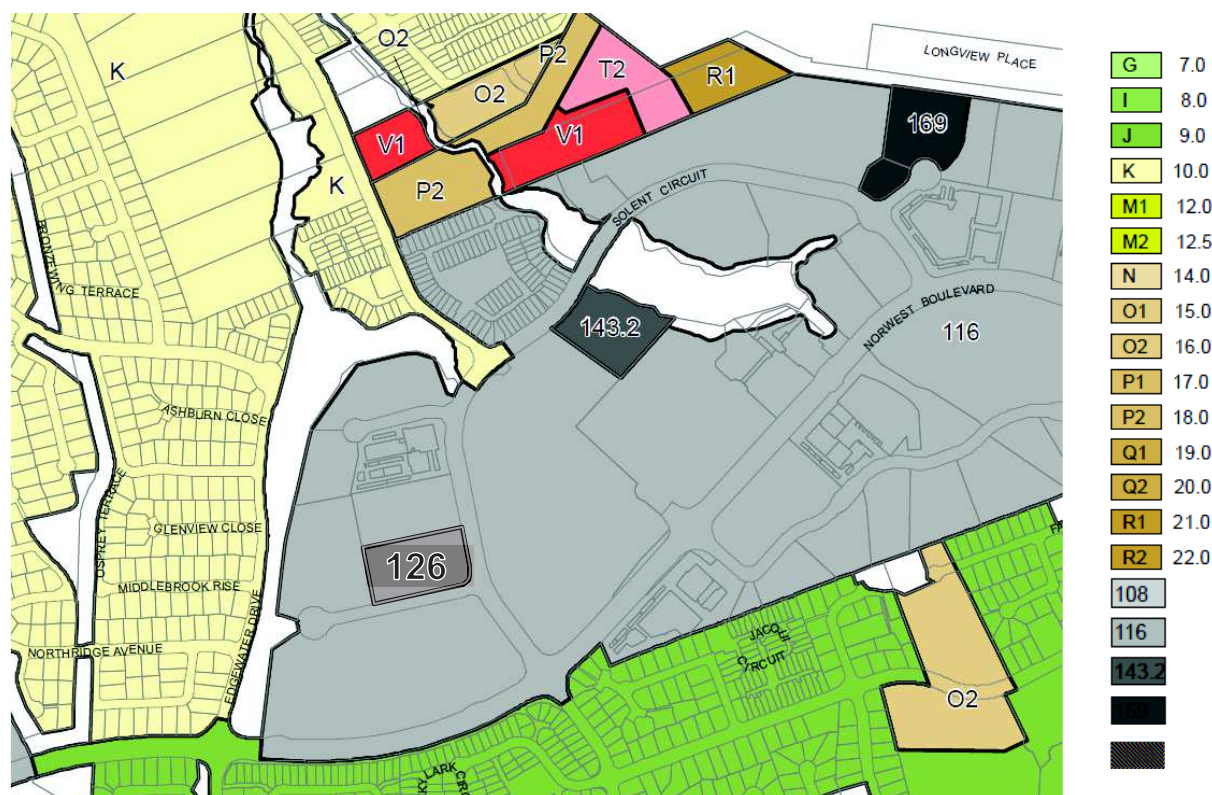 O2
K
P2
LONGVIEW PLACE
T2
R1
O2
V1
169
V1
K
P2
SOLENT CIRCUIT
BRONZEWING TERRACE
NORWEST BOULEVARD
143.2
116
ASHBURN CLOSE
OSPREY TERRACE
GLENVIEW CLOSE
126
MIDDLEBROOK RISE
EDGEWATER DRIVE
NORTHRIDGE AVENUE
CIRCUIT
O2
G 7.0
I 8.0
J 9.0
K 10.0
M1 12.0
M2 12.5
N 14.0
O1 15.0
O2 16.0
P1 17.0
P2 18.0
Q1 19.0
Q2 20.0
R1 21.0
R2 22.0
108
116
143.2
169